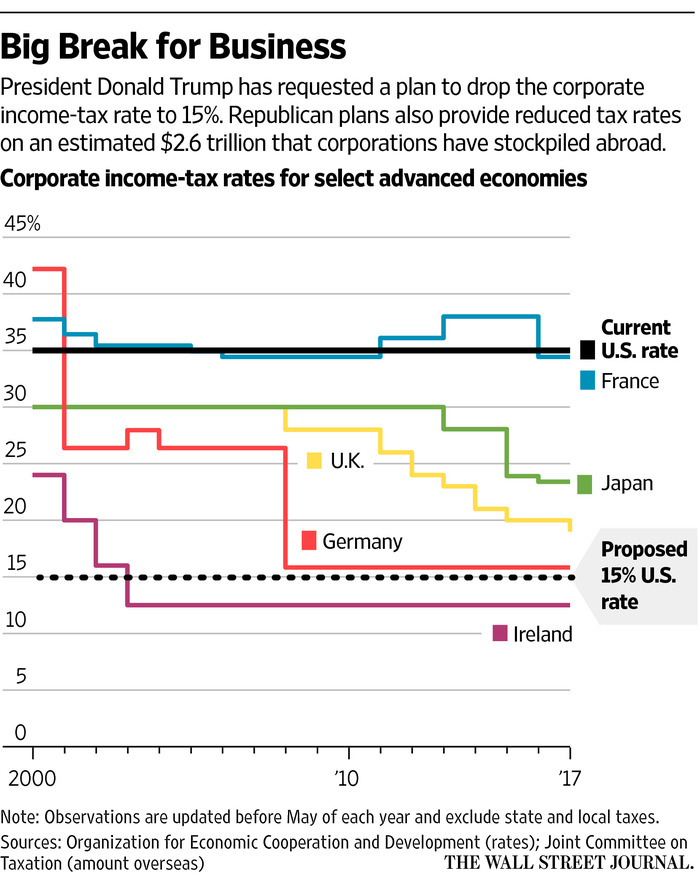 Big Break for Business
President Donald Trump has requested a plan to drop the corporate
income-tax rate to 15%. Republican plans also provide reduced tax rates
on an estimated $2.6 trillion that corporations have stockpiled abroad.
Corporate income-tax rates for select advanced economies
45%
40
35
30
25
20
15
10
5
0
Current
U.S. rate
France
U.K.
Japan
Germany
Proposed
15% U.S.
rate
Ireland
2000
’10
’17
Note: Observations are updated before May of each year and exclude state and local taxes.
Sources: Organization for Economic Cooperation and Development (rates); Joint Committee on
Taxation (amount overseas)
THE WALL STREET JOURNAL.